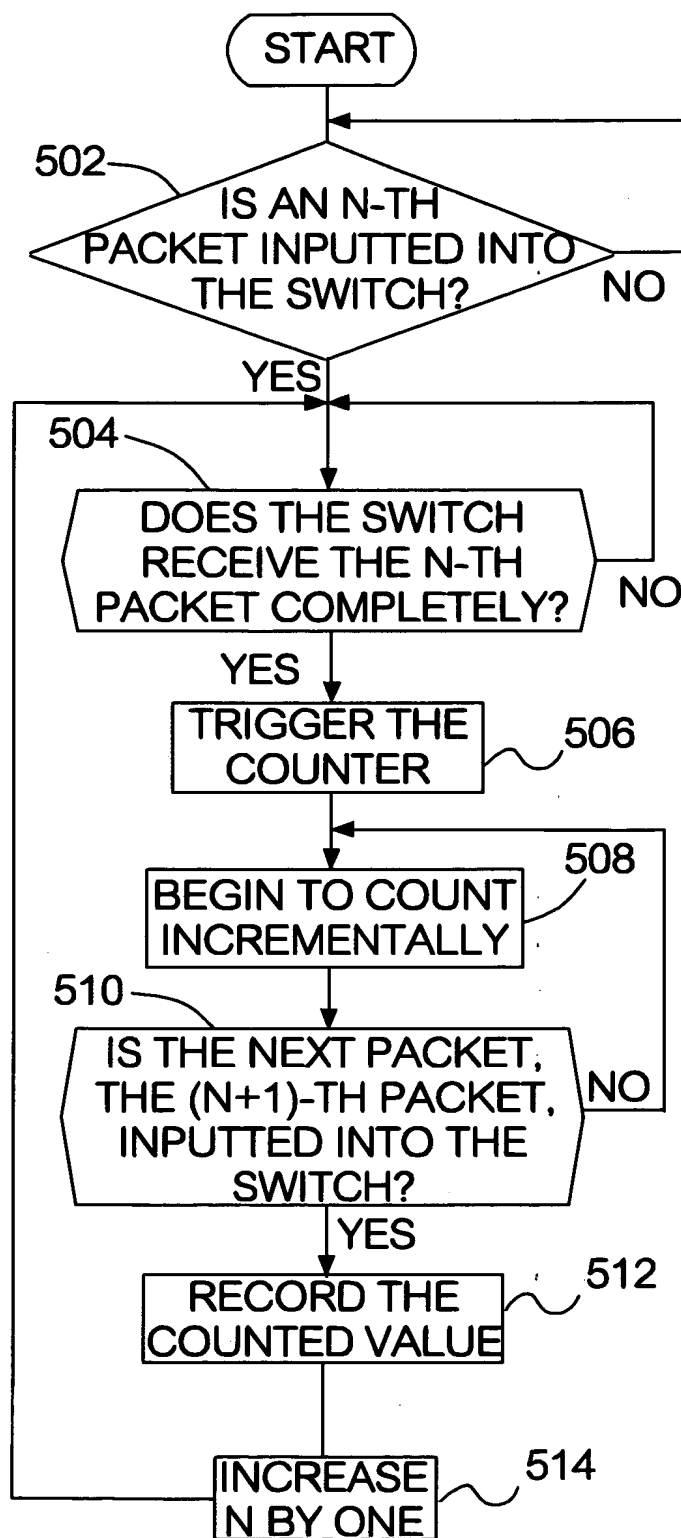 START
502
IS AN N-TH
PACKET INPUTTED INTO
THE SWITCH?
NO
YES
504
DOES THE SWITCH
RECEIVE THE N-TH
PACKET COMPLETELY?
NO
YES
TRIGGER THE
COUNTER
506
508
BEGIN TO COUNT
INCREMENTALLY
510
IS THE NEXT PACKET,
THE (N+1)-TH PACKET,
INPUTTED INTO THE
SWITCH?
NO
YES
512
RECORD THE
COUNTED VALUE
514
INCREASE
N BY ONE